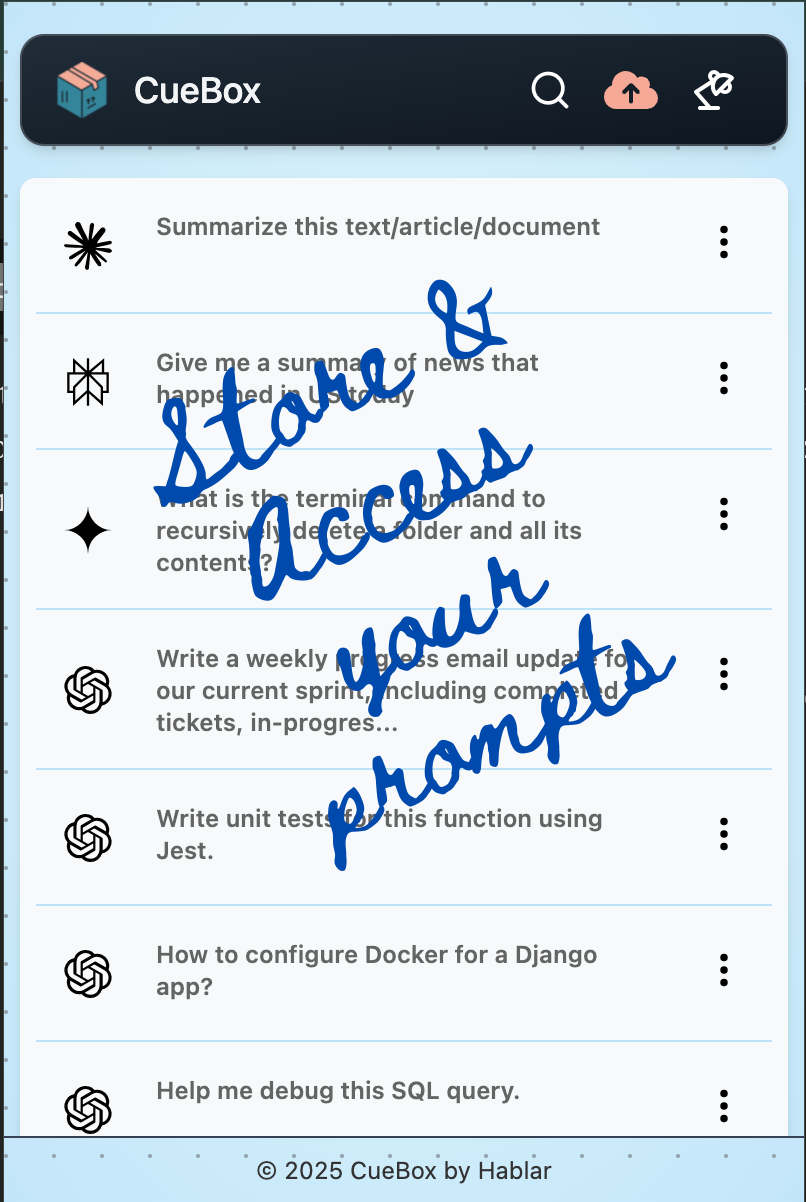 CueBox
Summarize this text/article/document
Give me a summary of news that
happened in US today
What is the terminal command to
recursively delete a folder and all its
contents?
Write a weekly progress email update for
our current sprint, including completed
tickets, in-progres...
Write unit tests for this function using
Jest.
How to configure Docker for a Django
app?
Help me debug this SQL query.
Store &
Access
your
prompts
© 2025 CueBox by Hablar